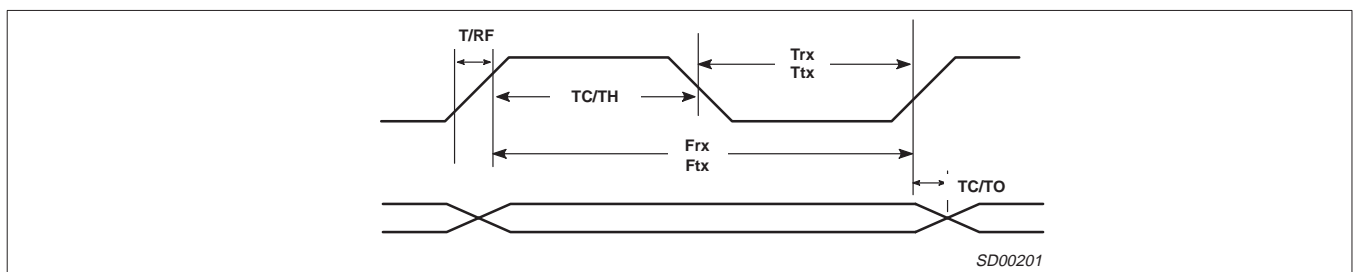 T/RF
Trx
Ttx
TC/TH
Frx
Ftx
TC/TO
SD00201